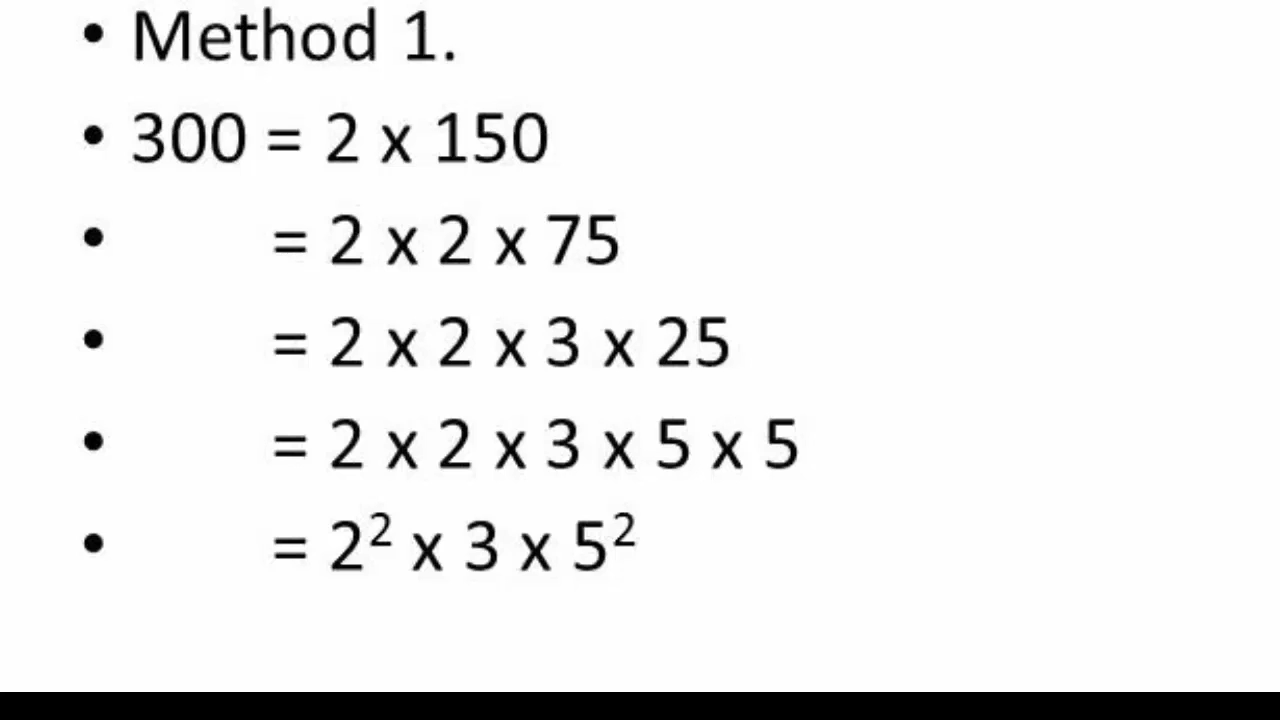 • Method 1.
• 300 = 2 x 150
• = 2 x 2 x 75
• = 2 x 2 x 3 x 25
• = 2 x 2 x 3 x 5 x 5
• = 2² x 3 x 5²